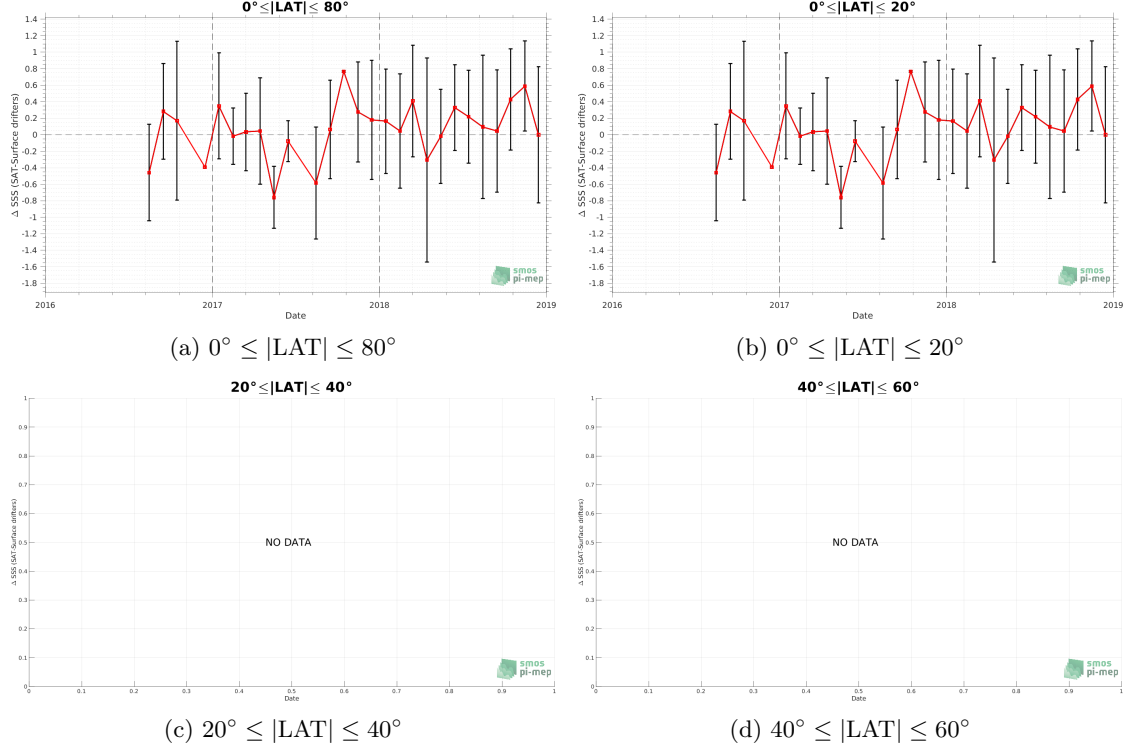 0°≤|LAT|≤ 80°
Δ SSS (SAT-Surface drifters)
1.4
1.2
1
0.8
0.6
0.4
0.2
0
-0.2
-0.4
-0.6
-0.8
-1
-1.2
-1.4
-1.6
-1.8
2016 2017 2018 2019
Date
smos
pi-mep
(a) 0° ≤ |LAT| ≤ 80°
0°≤|LAT|≤ 20°
Δ SSS (SAT-Surface drifters)
1.4
1.2
1
0.8
0.6
0.4
0.2
0
-0.2
-0.4
-0.6
-0.8
-1
-1.2
-1.4
-1.6
-1.8
2016 2017 2018 2019
Date
smos
pi-mep
(b) 0° ≤ |LAT| ≤ 20°
20°≤|LAT|≤ 40°
Δ SSS (SAT-Surface drifters)
1
0.9
0.8
0.7
0.6
0.5
0.4
0.3
0.2
0.1
0
NO DATA
0 0.1 0.2 0.3 0.4 0.5 0.6 0.7 0.8 0.9 1
Date
smos
pi-mep
(c) 20° ≤ |LAT| ≤ 40°
40°≤|LAT|≤ 60°
Δ SSS (SAT-Surface drifters)
1
0.9
0.8
0.7
0.6
0.5
0.4
0.3
0.2
0.1
0
NO DATA
0 0.1 0.2 0.3 0.4 0.5 0.6 0.7 0.8 0.9 1
Date
smos
pi-mep
(d) 40° ≤ |LAT| ≤ 60°